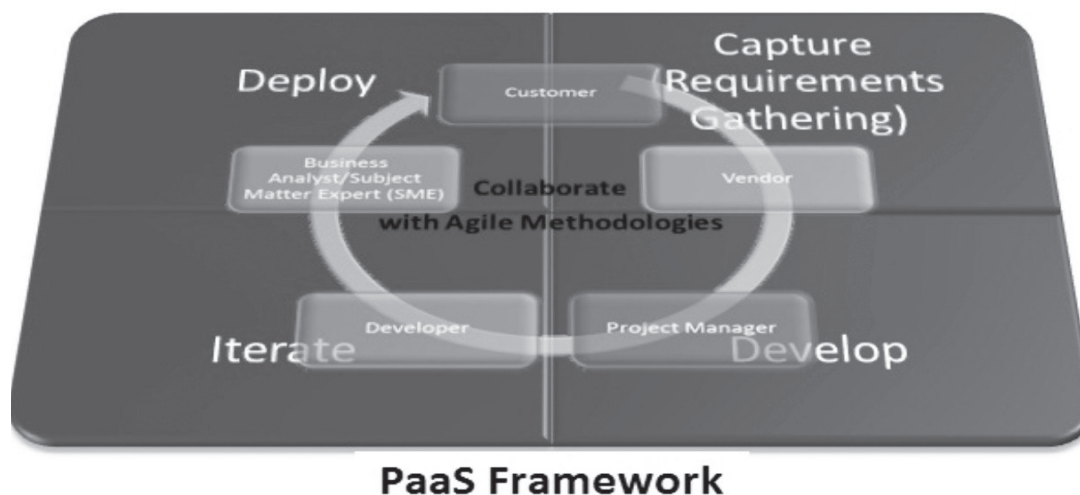 Capture
(Requirements
Gathering)
Deploy
Customer
Business
Analyst/Subject
Matter Expert (SME)
Vendor
Collaborate
with Agile Methodologies
Developer
Project Manager
Iterate
Develop
PaaS Framework